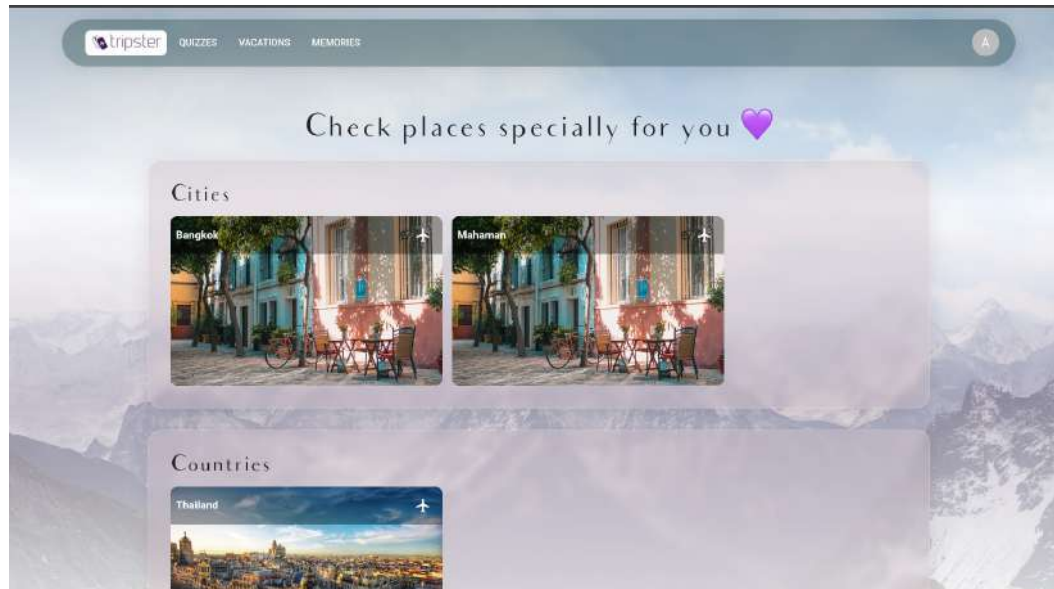 tripster QUIZZES VACATIONS MEMORIES A
Check places specially for you 💜
Cities
Bangkok Mahaman
Countries
Thailand